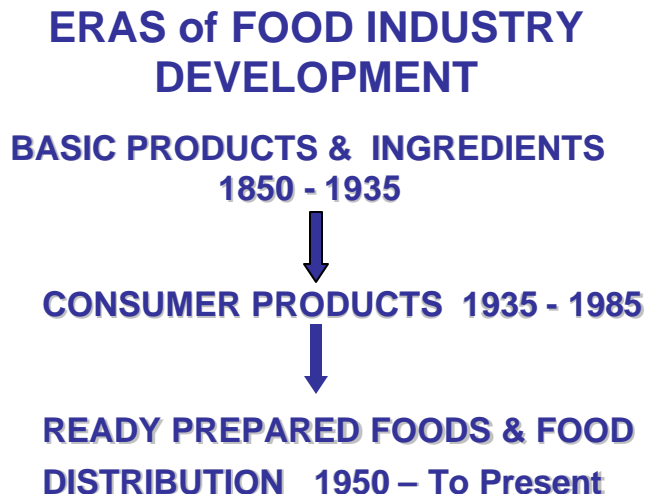 ERAS of FOOD INDUSTRY
DEVELOPMENT
BASIC PRODUCTS & INGREDIENTS
1850 - 1935
CONSUMER PRODUCTS 1935 - 1985
READY PREPARED FOODS & FOOD
DISTRIBUTION 1950 – To Present